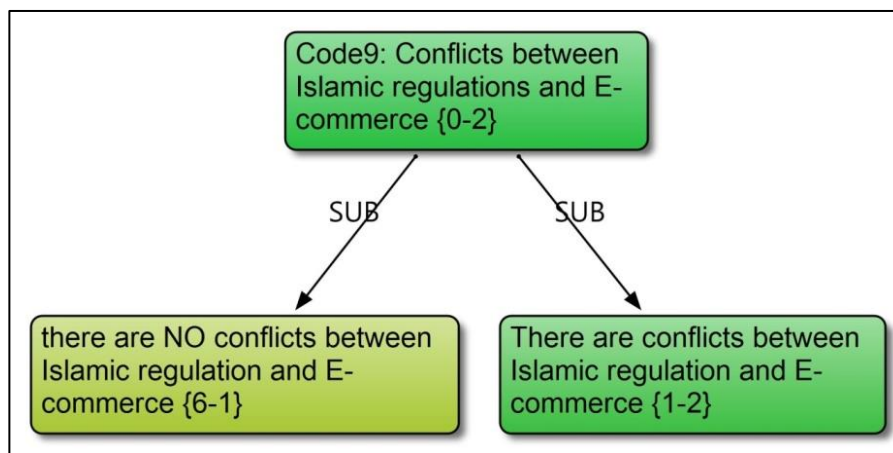 Code9: Conflicts between
Islamic regulations and E-
commerce {0-2}
SUB
SUB
there are NO conflicts between
Islamic regulation and E-
commerce {6-1}
There are conflicts between
Islamic regulation and E-
commerce {1-2}